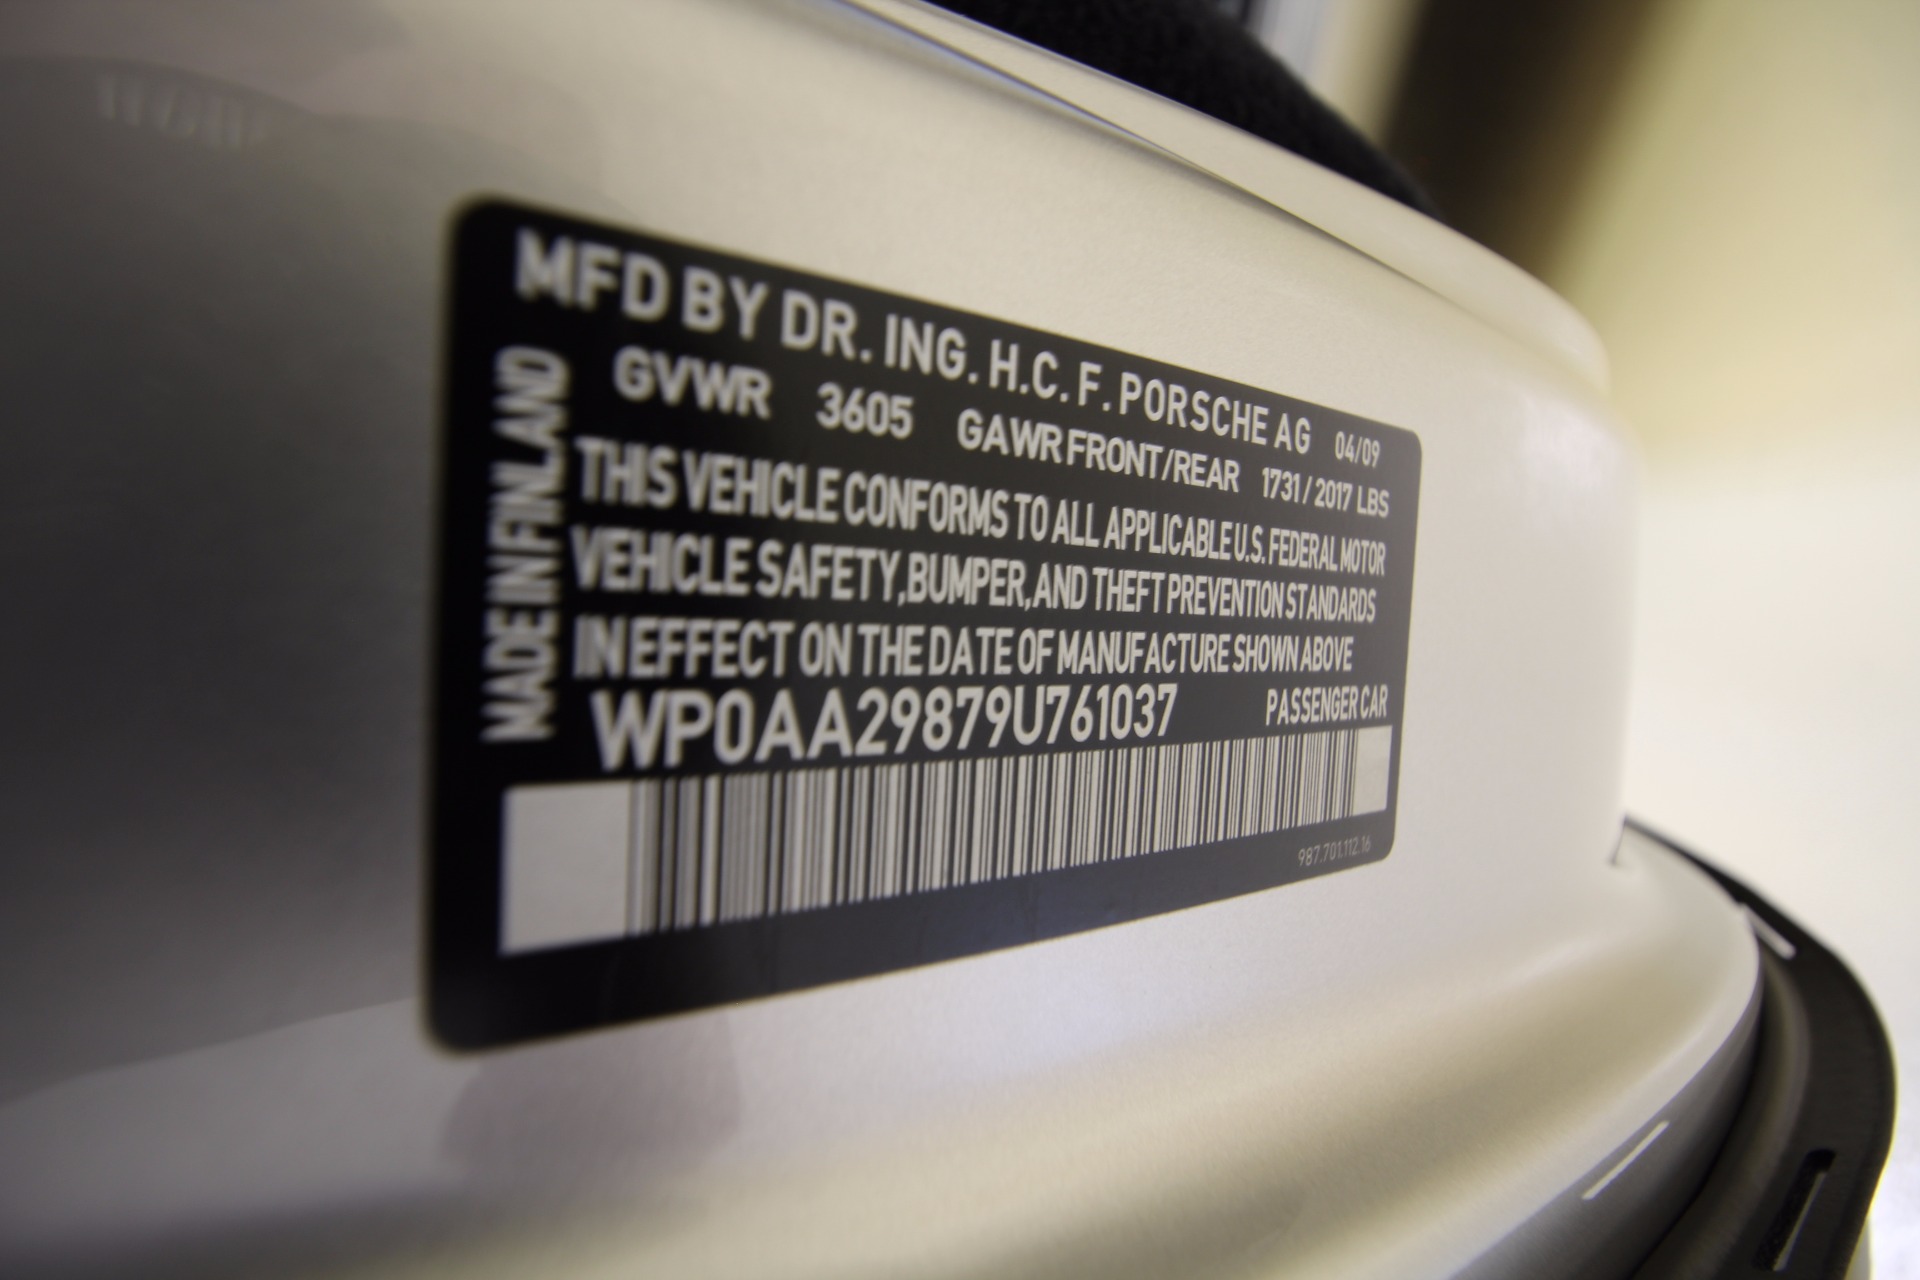 MFD BY DR. ING. H.C. F. PORSCHE AG 04/09
GVWR 3605 GAWR FRONT/REAR 1731 / 2017 LBS
THIS VEHICLE CONFORMS TO ALL APPLICABLE U.S. FEDERAL MOTOR
VEHICLE SAFETY, BUMPER, AND THEFT PREVENTION STANDARDS
IN EFFECT ON THE DATE OF MANUFACTURE SHOWN ABOVE
WP0AA29879U761037 PASSENGER CAR
987.701.112.16
MADE IN FINLAND